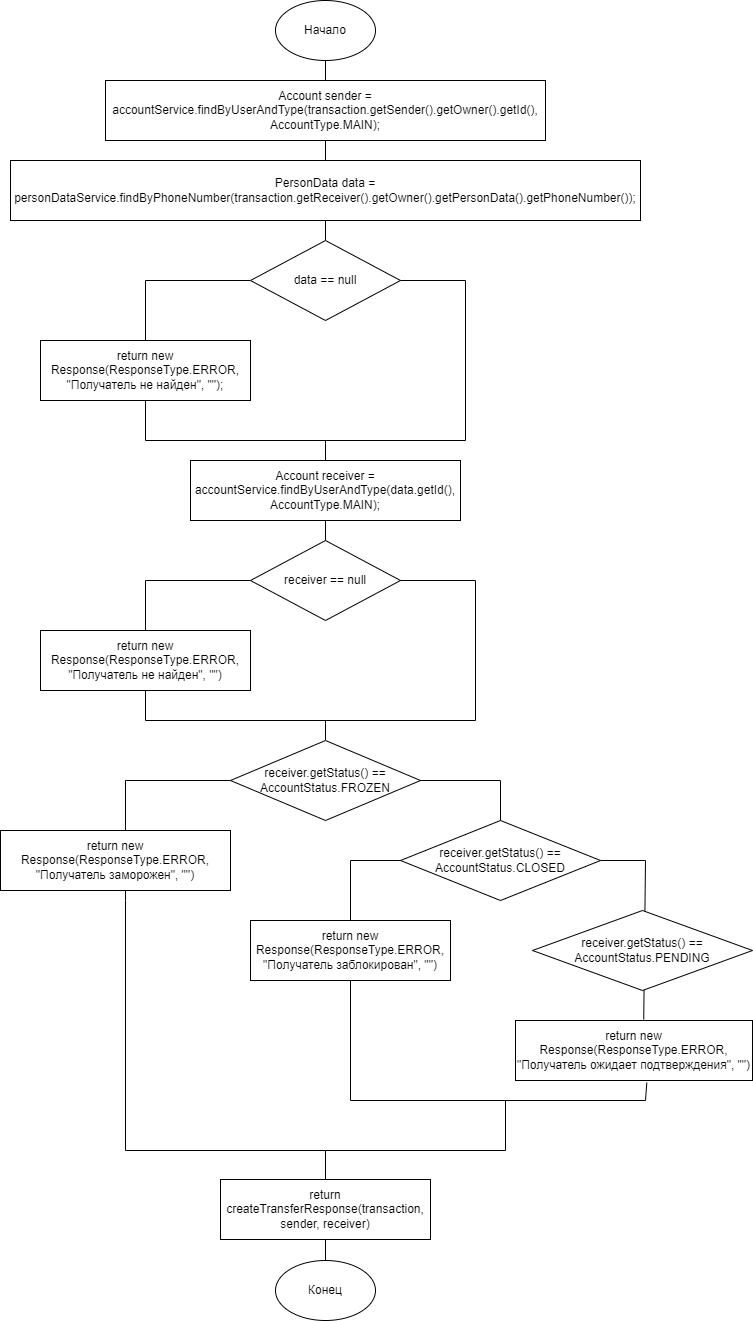 Начало
Account sender =
accountService.findByUserAndType(transaction.getSender().getOwner().getId(),
AccountType.MAIN);
PersonData data =
personDataService.findByPhoneNumber(transaction.getReceiver().getOwner().getPersonData().getPhoneNumber());
data == null
return new
Response(ResponseType.ERROR,
"Получатель не найден", "");
Account receiver =
accountService.findByUserAndType(data.getId(),
AccountType.MAIN);
receiver == null
return new
Response(ResponseType.ERROR,
"Получатель не найден", "")
receiver.getStatus() ==
AccountStatus.FROZEN
return new
Response(ResponseType.ERROR,
"Получатель заморожен", "")
receiver.getStatus() ==
AccountStatus.CLOSED
return new
Response(ResponseType.ERROR,
"Получатель заблокирован", "")
receiver.getStatus() ==
AccountStatus.PENDING
return new
Response(ResponseType.ERROR,
"Получатель ожидает подтверждения", "")
return
createTransferResponse(transaction,
sender, receiver)
Конец